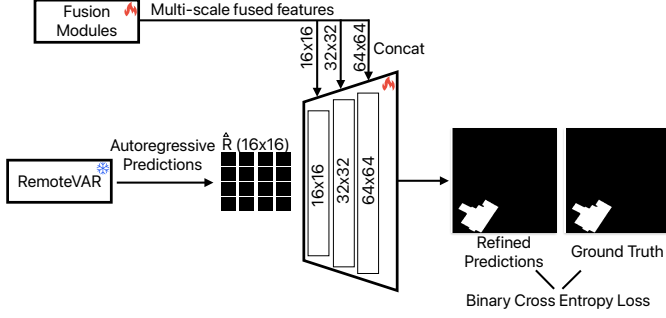 Fusion
Modules
Multi-scale fused features
16x16
32x32
64x64
Concat
RemoteVAR
Autoregressive
Predictions
R̂ (16x16)
16x16
32x32
64x64
Refined
Predictions
Ground Truth
Binary Cross Entropy Loss